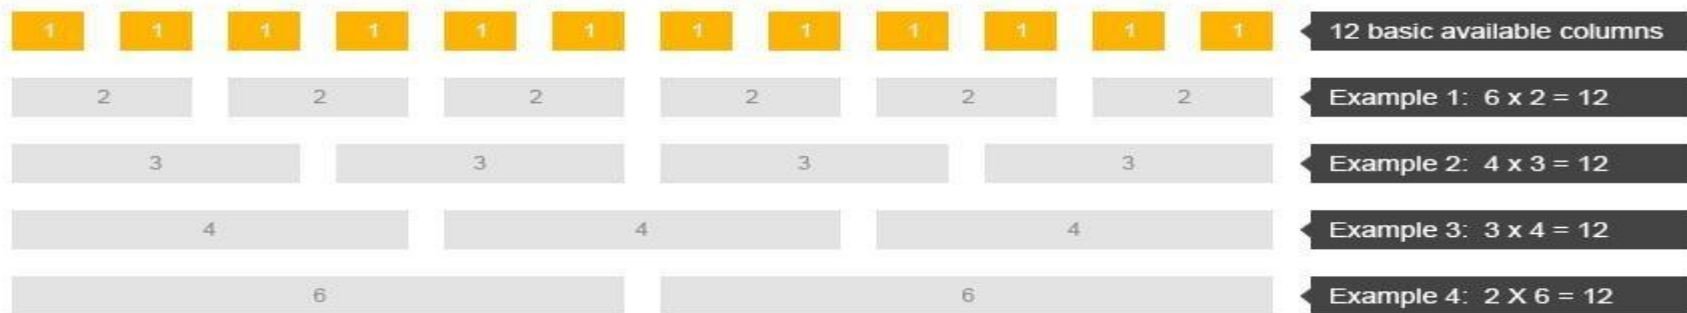 1 1 1 1 1 1 1 1 1 1 1 1 12 basic available columns
2 2 2 2 2 2 Example 1: 6 x 2 = 12
3 3 3 3 Example 2: 4 x 3 = 12
4 4 4 Example 3: 3 x 4 = 12
6 6 Example 4: 2 X 6 = 12